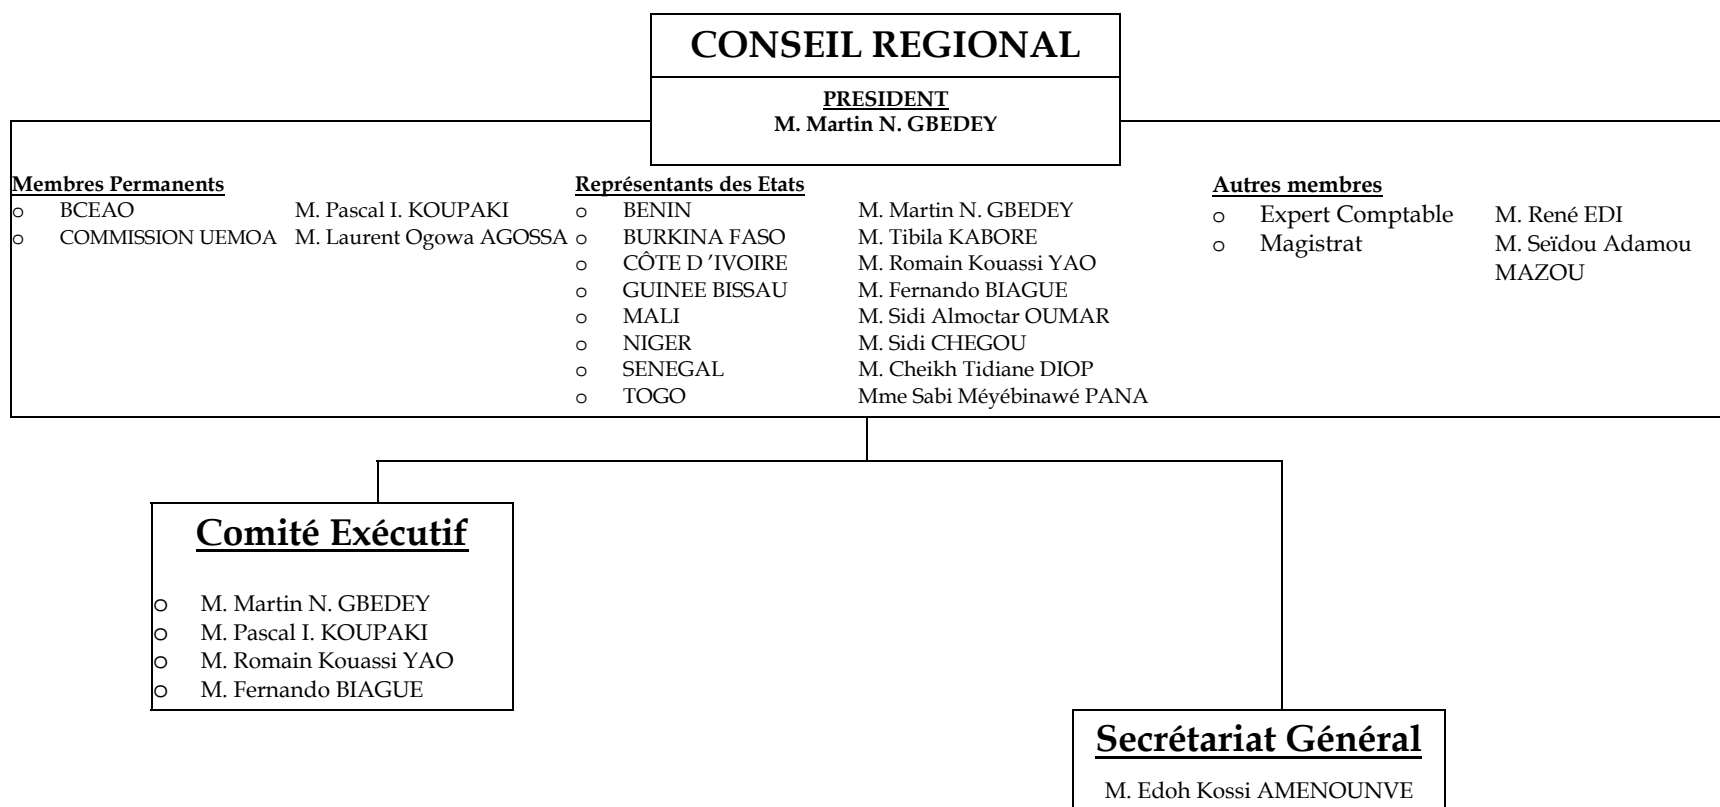 CONSEIL REGIONAL
PRESIDENT
M. Martin N. GBEDEY
Membres Permanents
o BCEAO M. Pascal I. KOUPAKI
o COMMISSION UEMOA M. Laurent Ogowa AGOSSA
Représentants des Etats
o BENIN M. Martin N. GBEDEY
o BURKINA FASO M. Tibila KABORE
o CÔTE D ’IVOIRE M. Romain Kouassi YAO
o GUINEE BISSAU M. Fernando BIAGUE
o MALI M. Sidi Almoctar OUMAR
o NIGER M. Sidi CHEGOU
o SENEGAL M. Cheikh Tidiane DIOP
o TOGO Mme Sabi Méyébinawé PANA
Autres membres
o Expert Comptable M. René EDI
o Magistrat M. Seïdou Adamou
MAZOU
Comité Exécutif
o M. Martin N. GBEDEY
o M. Pascal I. KOUPAKI
o M. Romain Kouassi YAO
o M. Fernando BIAGUE
Secrétariat Général
M. Edoh Kossi AMENOUNVE